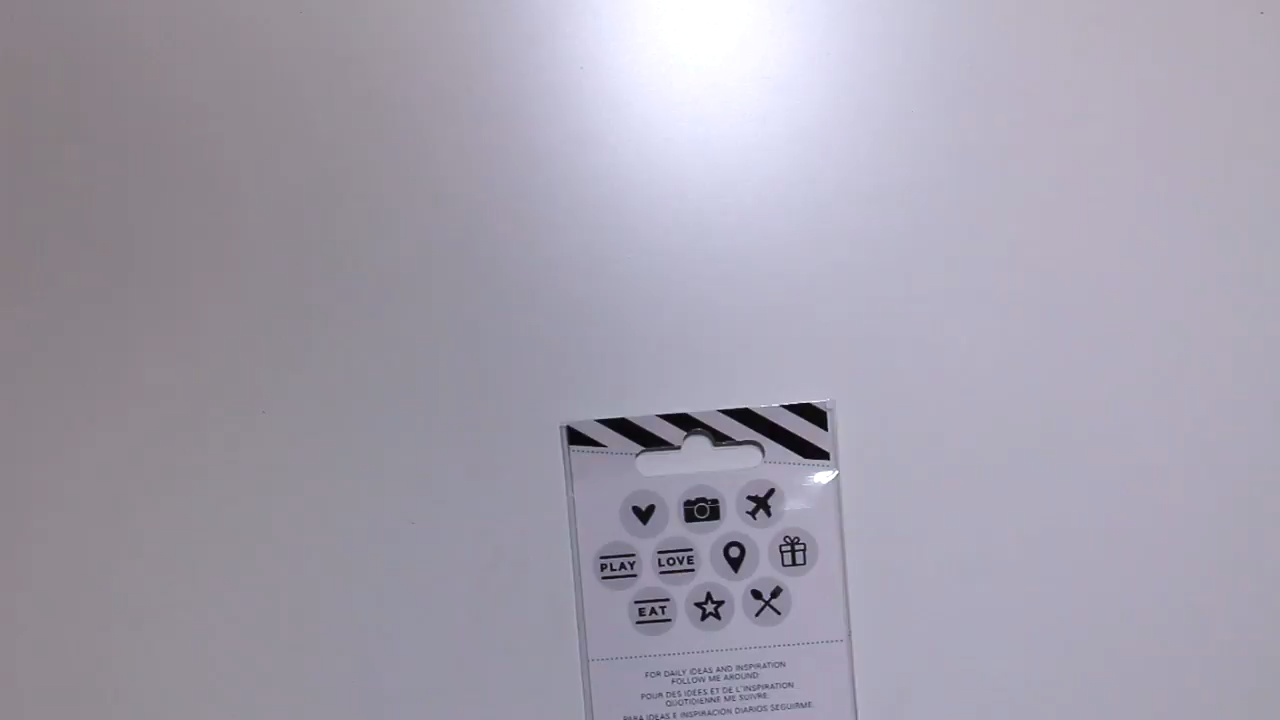 PLAY
LOVE
EAT
FOR DAILY IDEAS AND INSPIRATION
FOLLOW ME AROUND:
POUR DES IDÉES ET DE L'INSPIRATION
QUOTIDIENNE ME SUIVRE.
PARA IDEAS E INSPIRACIÓN DIARIOS SEGUIRME.